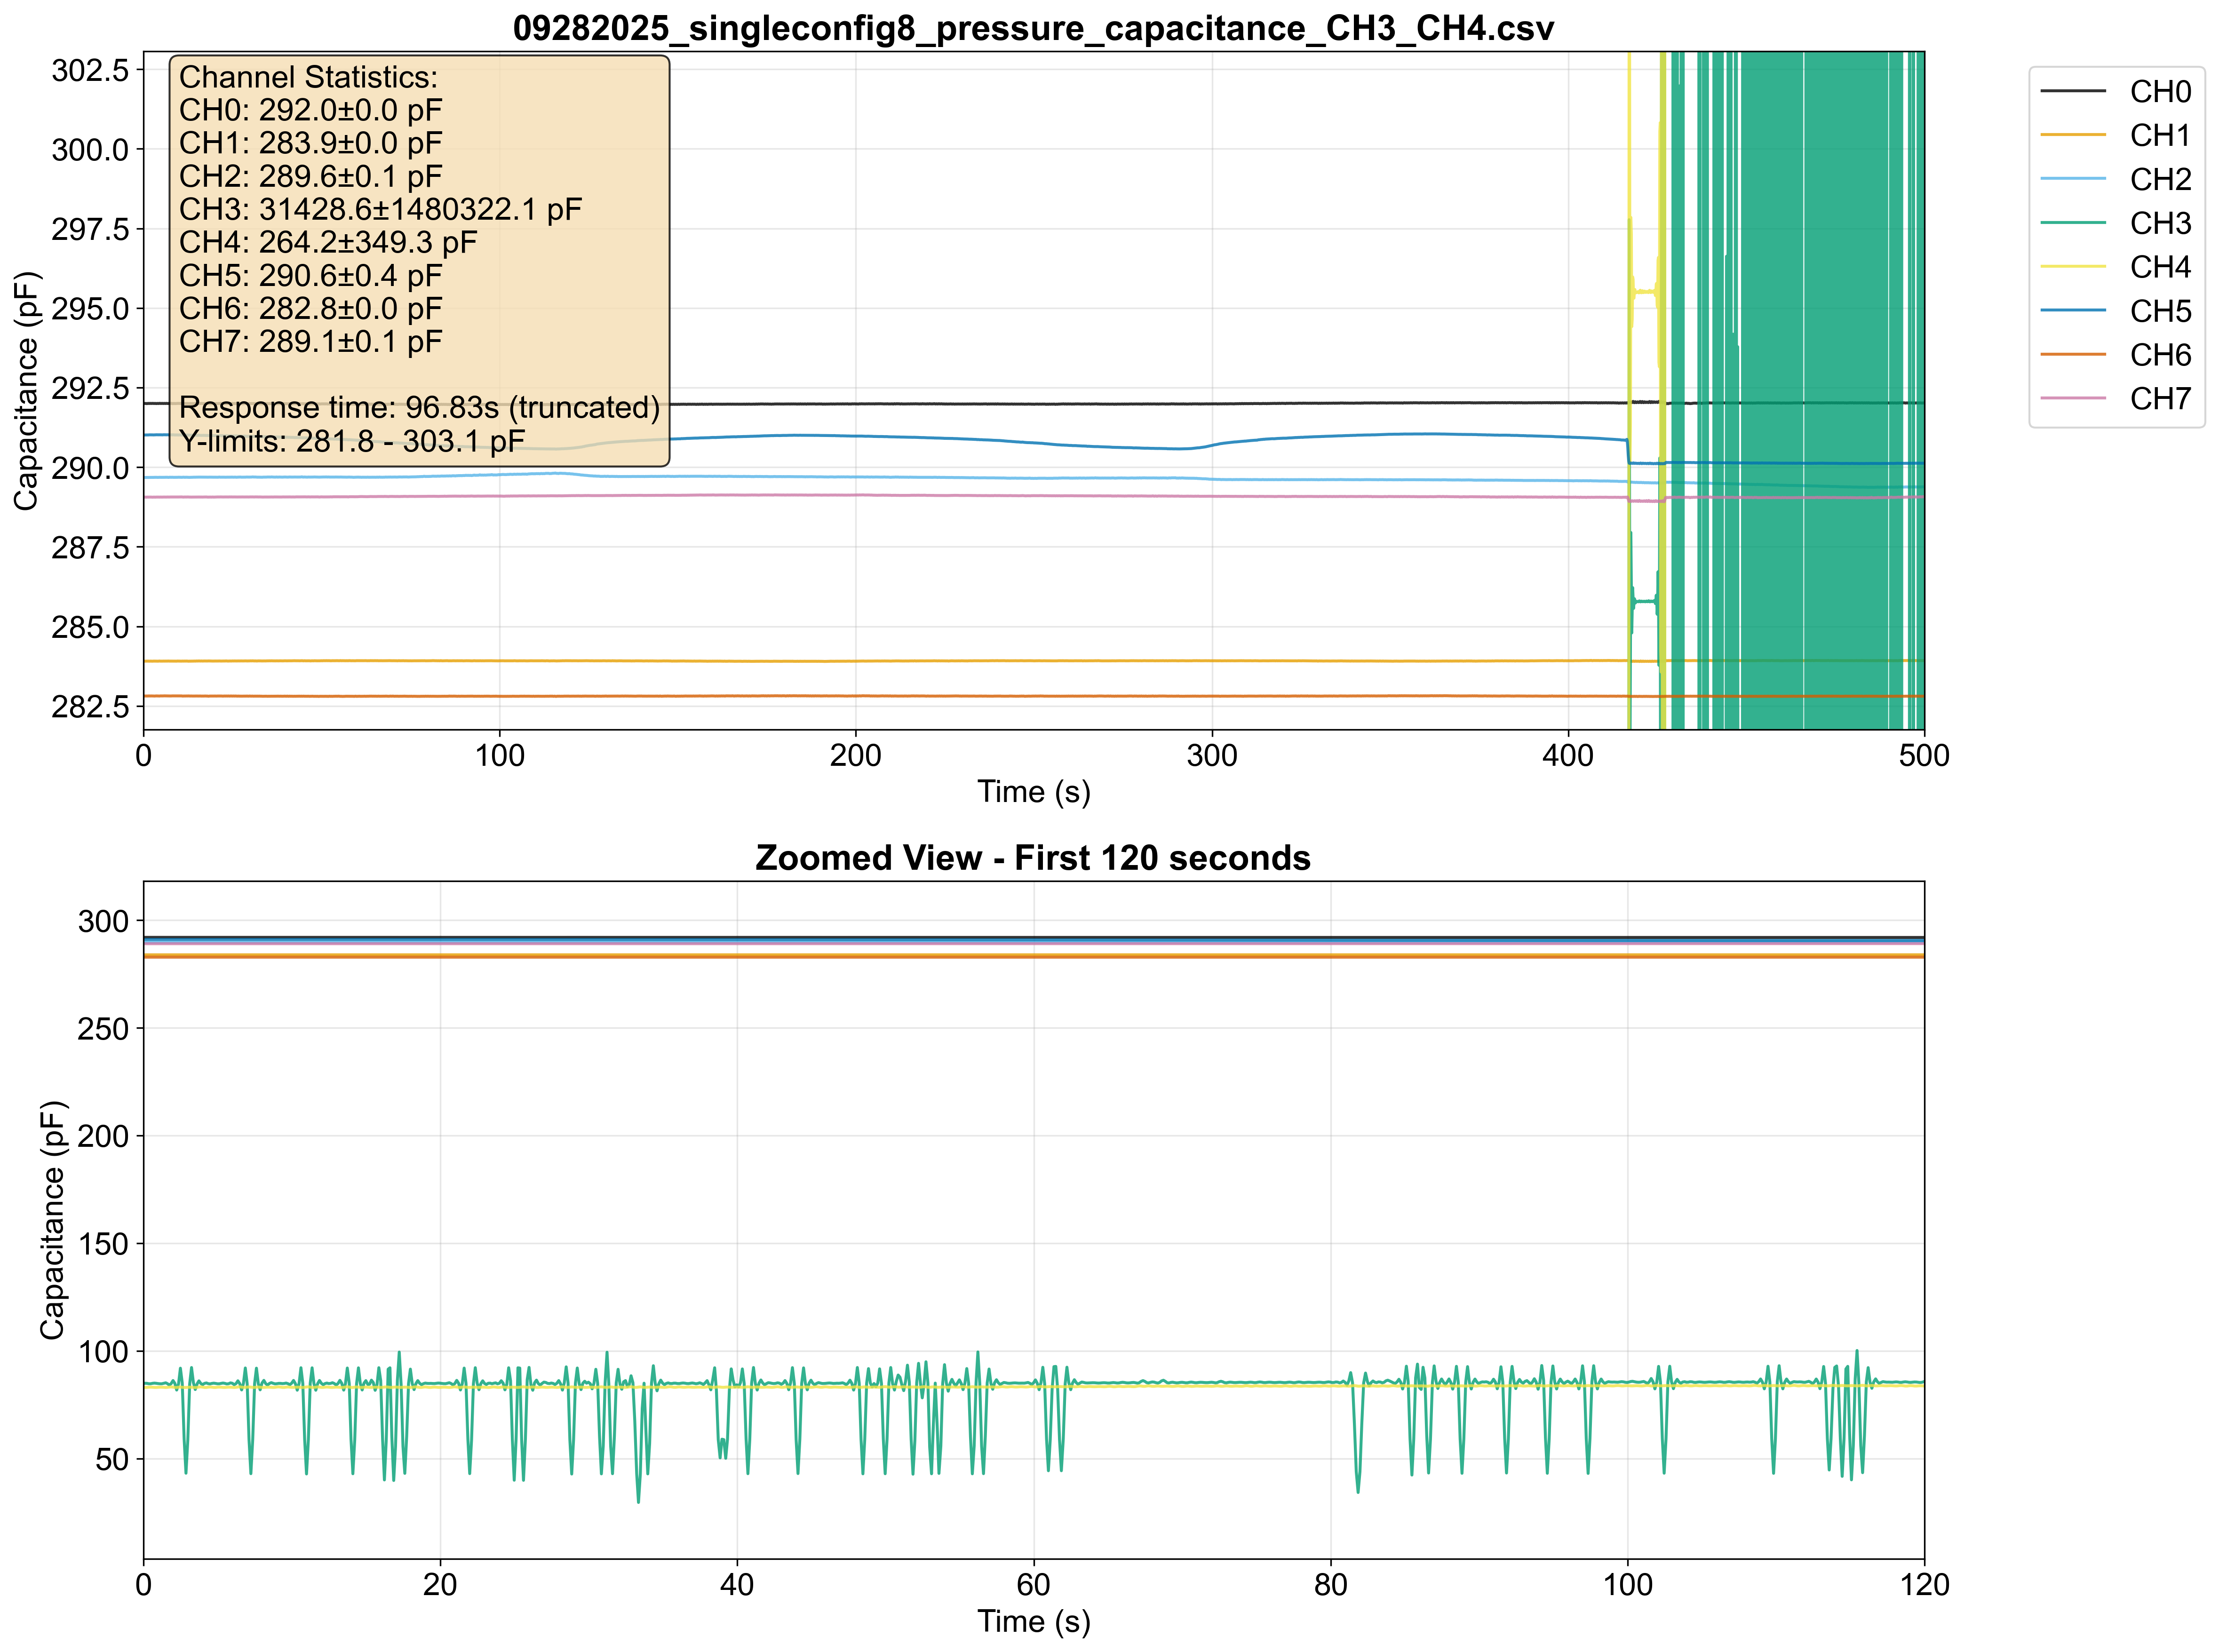 09282025_singleconfig8_pressure_capacitance_CH3_CH4.csv
Channel Statistics:
CH0: 292.0±0.0 pF
CH1: 283.9±0.0 pF
CH2: 289.6±0.1 pF
CH3: 31428.6±1480322.1 pF
CH4: 264.2±349.3 pF
CH5: 290.6±0.4 pF
CH6: 282.8±0.0 pF
CH7: 289.1±0.1 pF
Response time: 96.83s (truncated)
Y-limits: 281.8 - 303.1 pF
Capacitance (pF)
302.5
300.0
297.5
295.0
292.5
290.0
287.5
285.0
282.5
0
100
200
300
400
500
Time (s)
CH0
CH1
CH2
CH3
CH4
CH5
CH6
CH7
Zoomed View - First 120 seconds
Capacitance (pF)
300
250
200
150
100
50
0
20
40
60
80
100
120
Time (s)